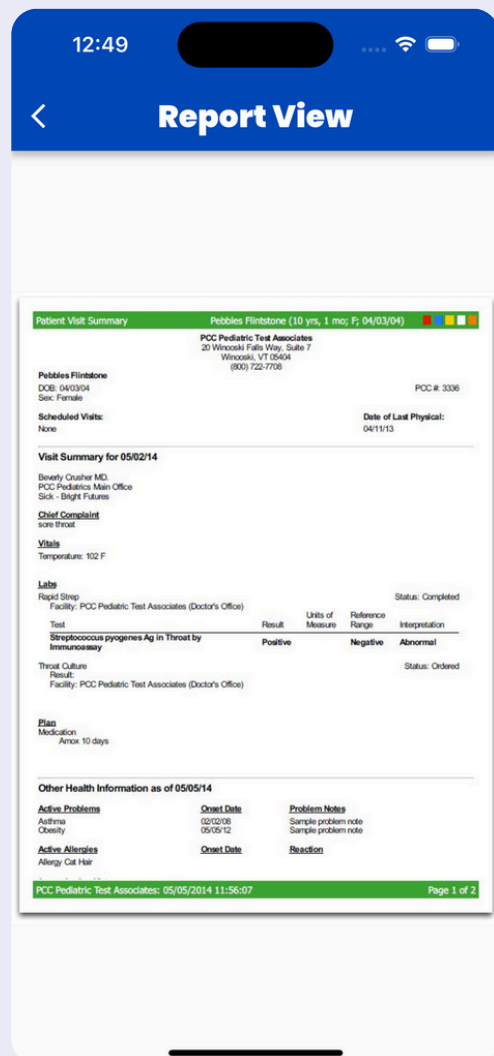 12:49
Report View
Patient Visit Summary Pebbles Flintstone (10 yrs, 1 mo; F; 04/03/04)
PCC Pediatric Test Associates
20 Winooski Falls Way, Suite 7
Winooski, VT 05404
(800) 722-7708
Pebbles Flintstone
DOB: 04/03/04 PCC #: 3336
Sex: Female
Scheduled Visits: Date of Last Physical:
None 04/11/13
Visit Summary for 05/02/14
Beverly Crusher MD.
PCC Pediatrics Main Office
Sick - Bright Futures
Chief Complaint
sore throat
Vitals
Temperature: 102 F
Labs
Rapid Strep Status: Completed
Facility: PCC Pediatric Test Associates (Doctor's Office)
Test Result Units of Measure Reference Range Interpretation
Streptococcus pyogenes Ag in Throat by Immunoassay Positive Negative Abnormal
Throat Culture Status: Ordered
Result:
Facility: PCC Pediatric Test Associates (Doctor's Office)
Plan
Medication
Amox 10 days
Other Health Information as of 05/05/14
Active Problems Onset Date Problem Notes
Asthma 02/02/08 Sample problem note
Obesity 05/05/12 Sample problem note
Active Allergies Onset Date Reaction
Allergy Cat Hair
PCC Pediatric Test Associates: 05/05/2014 11:56:07 Page 1 of 2